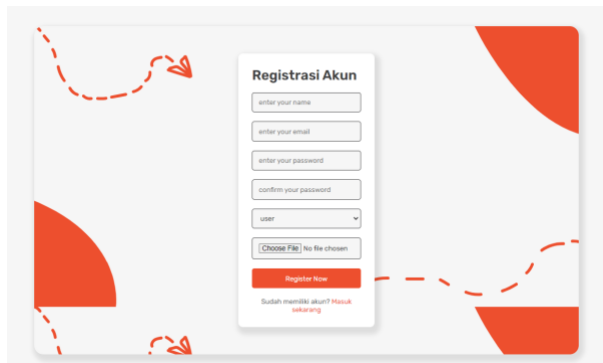 Registrasi Akun
enter your name
enter your email
enter your password
confirm your password
user
Choose File No file chosen
Register Now
Sudah memiliki akun? Masuk
sekarang